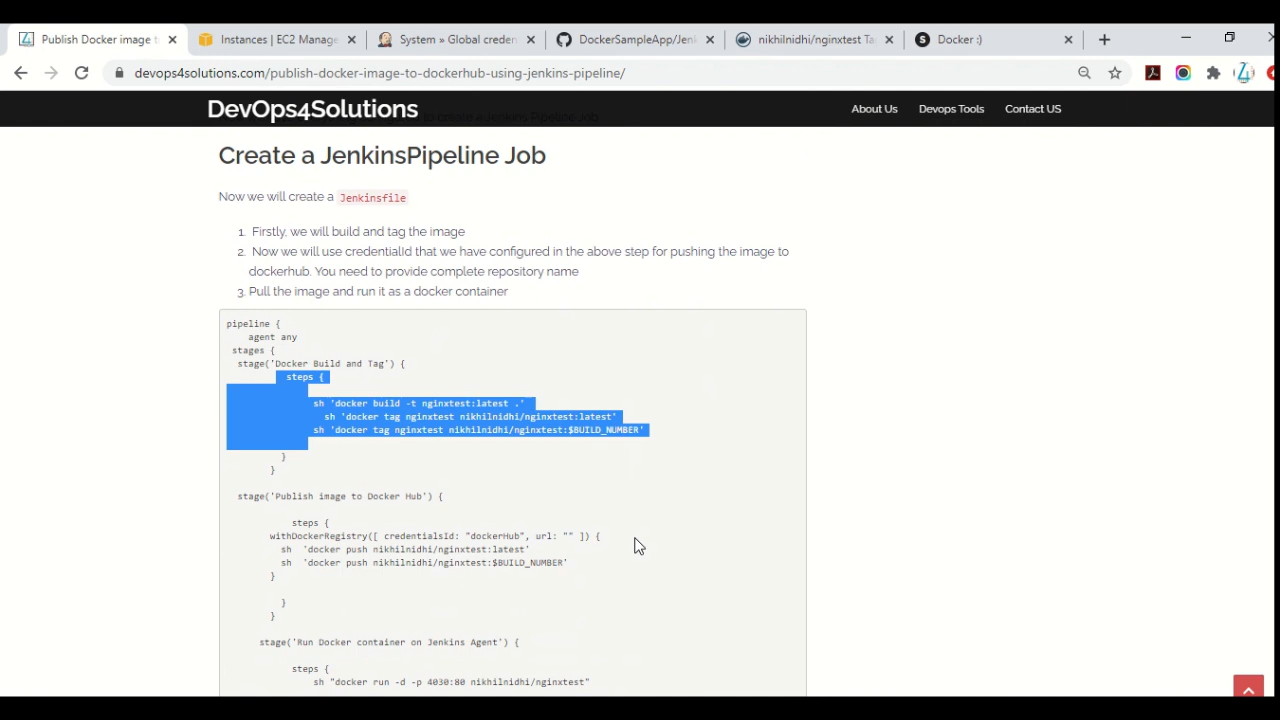 Publish Docker image t
Instances | EC2 Manage
System » Global creden
DockerSampleApp/Jen
nikhilnidhi/nginxtest Ta
Docker :)
devops4solutions.com/publish-docker-image-to-dockerhub-using-jenkins-pipeline/
DevOps4Solutions
About Us
Devops Tools
Contact US
to create a Jenkins Pipeline Job
Create a JenkinsPipeline Job
Now we will create a Jenkinsfile
1. Firstly, we will build and tag the image
2. Now we will use credentialId that we have configured in the above step for pushing the image to
dockerhub. You need to provide complete repository name
3. Pull the image and run it as a docker container
pipeline {
agent any
stages {
stage('Docker Build and Tag') {
steps {
sh 'docker build -t nginxtest:latest .'
sh 'docker tag nginxtest nikhilnidhi/nginxtest:latest'
sh 'docker tag nginxtest nikhilnidhi/nginxtest:$BUILD_NUMBER'
}
}
stage('Publish image to Docker Hub') {
steps {
withDockerRegistry([ credentialsId: "dockerHub", url: "" ]) {
sh  'docker push nikhilnidhi/nginxtest:latest'
sh  'docker push nikhilnidhi/nginxtest:$BUILD_NUMBER'
}
}
}
stage('Run Docker container on Jenkins Agent') {
steps {
sh "docker run -d -p 4030:80 nikhilnidhi/nginxtest"